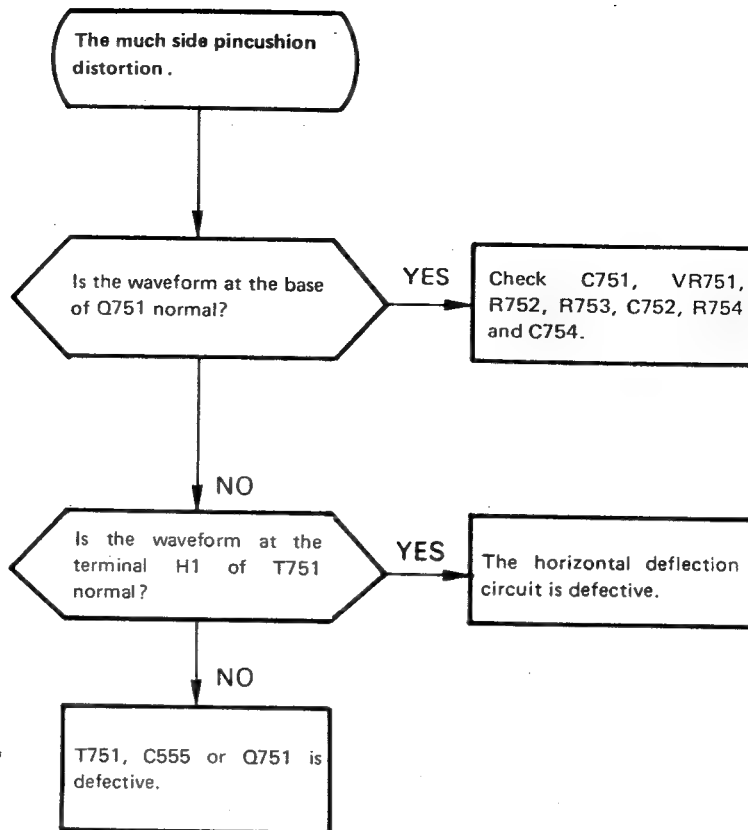 The much side pincushion
distortion.
Is the waveform at the base
of Q751 normal?
YES
Check C751, VR751,
R752, R753, C752, R754
and C754.
NO
Is the waveform at the
terminal H1 of T751
normal?
YES
The horizontal deflection
circuit is defective.
NO
T751, C555 or Q751 is
defective.